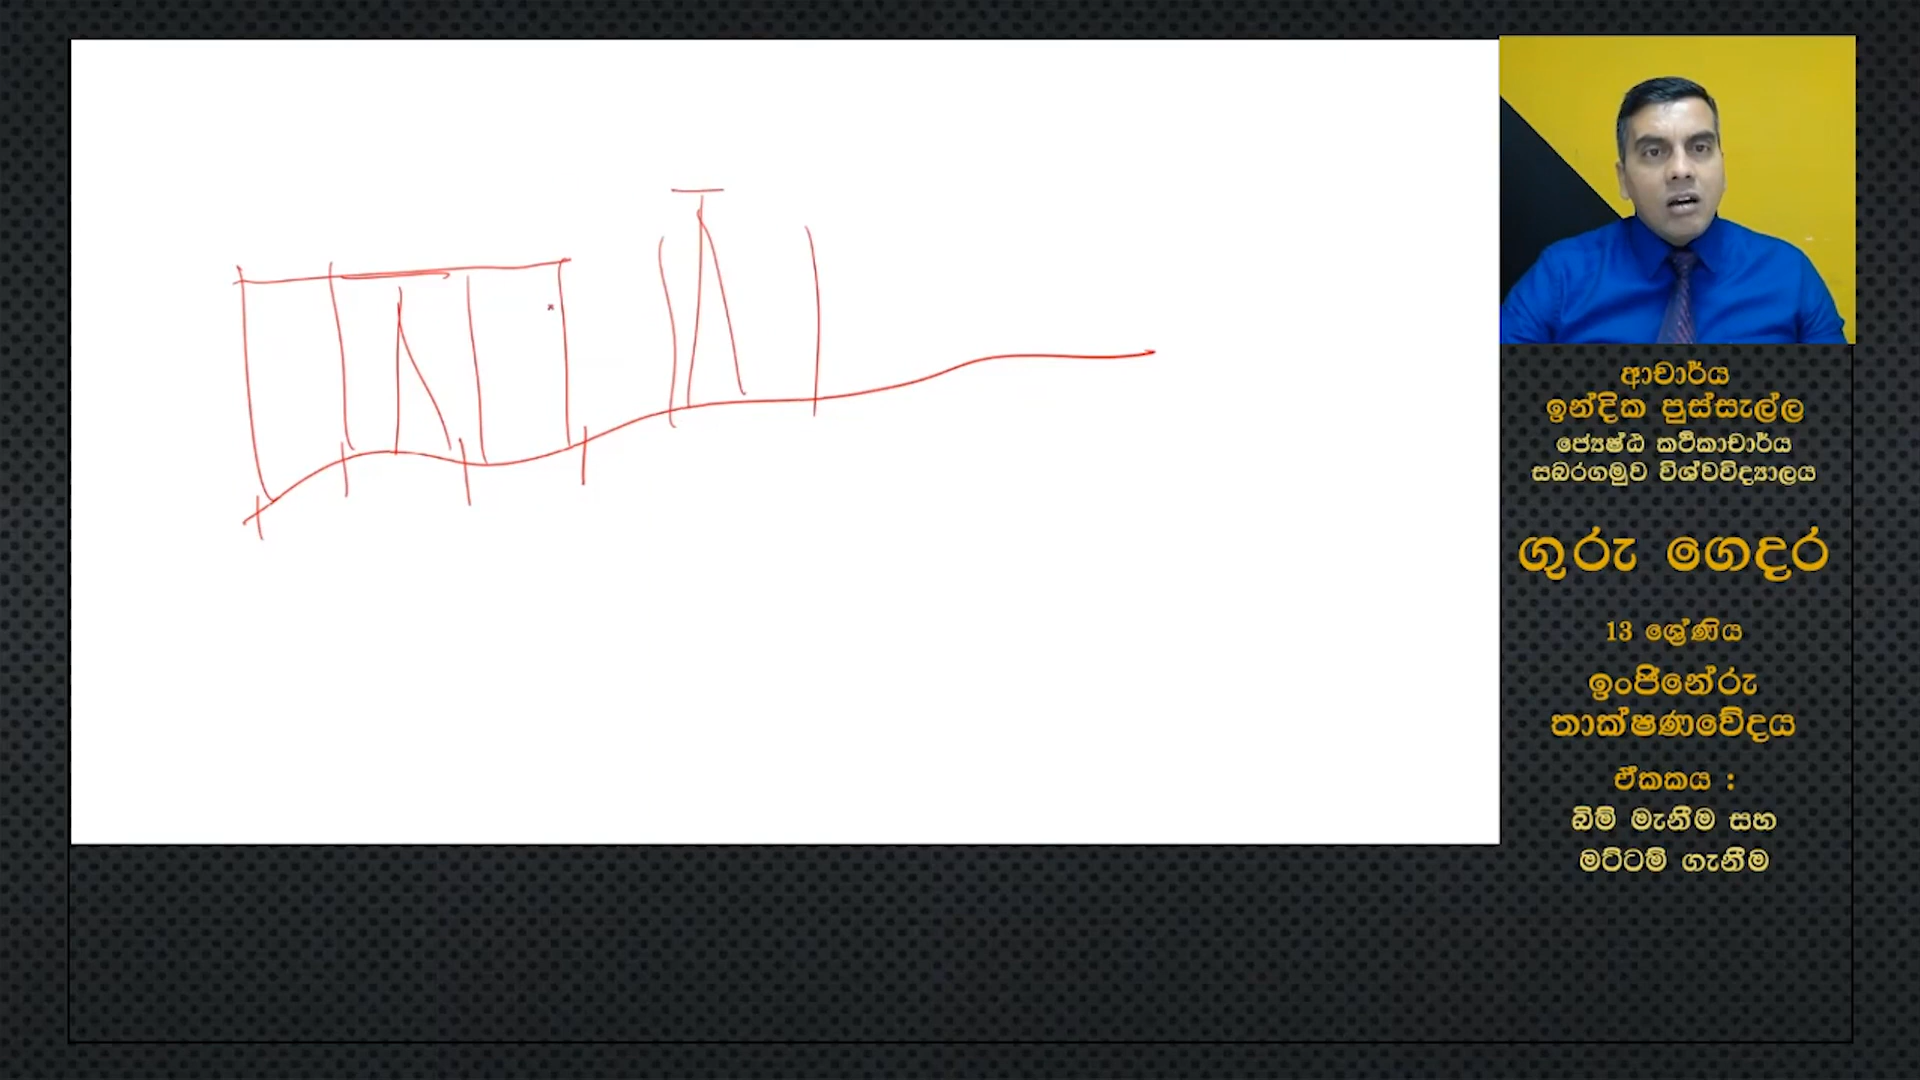 ආචාර්ය
ඉන්දික පුස්සැල්ල
ජ්‍යෙෂ්ඨ කථිකාචාර්ය
සබරගමුව විශ්වවිද්‍යාලය
ගුරු ගෙදර
13 ශ්‍රේණිය
ඉංජිනේරු
තාක්ෂණවේදය
ඒකකය :
බිම් මැනීම සහ
මට්ටම් ගැනීම